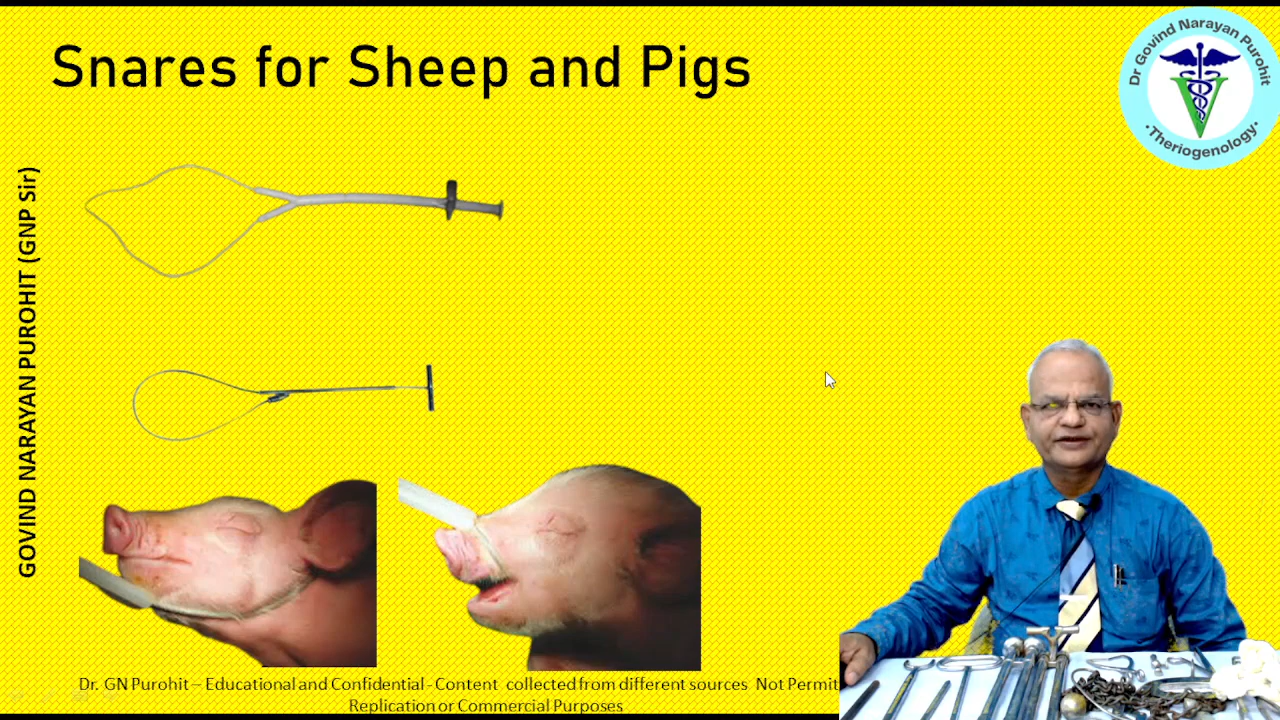 Snares for Sheep and Pigs
Dr Govind Narayan Purohit
• Theriogenology •
GOVIND NARAYAN PUROHIT (GNP Sir)
Dr. GN Purohit – Educational and Confidential - Content collected from different sources Not Permit
Replication or Commercial Purposes